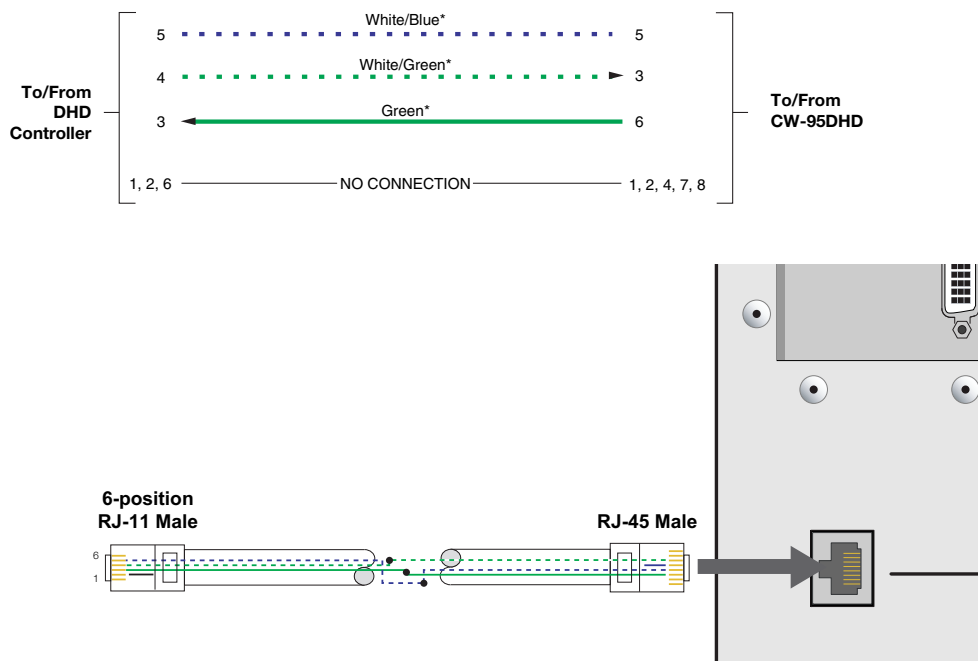 White/Blue*
5 5
White/Green*
4 3
To/From
DHD
Controller
Green*
3 6
To/From
CW-95DHD
1, 2, 6 NO CONNECTION 1, 2, 4, 7, 8
6-position
RJ-11 Male
RJ-45 Male
6
1